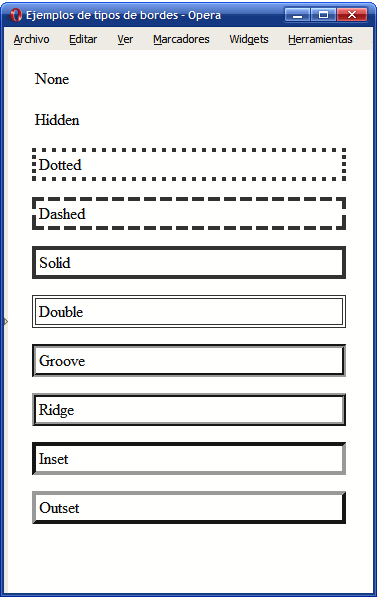 Ejemplos de tipos de bordes - Opera
Archivo Editar Ver Marcadores Widgets Herramientas
None
Hidden
Dotted
Dashed
Solid
Double
Groove
Ridge
Inset
Outset